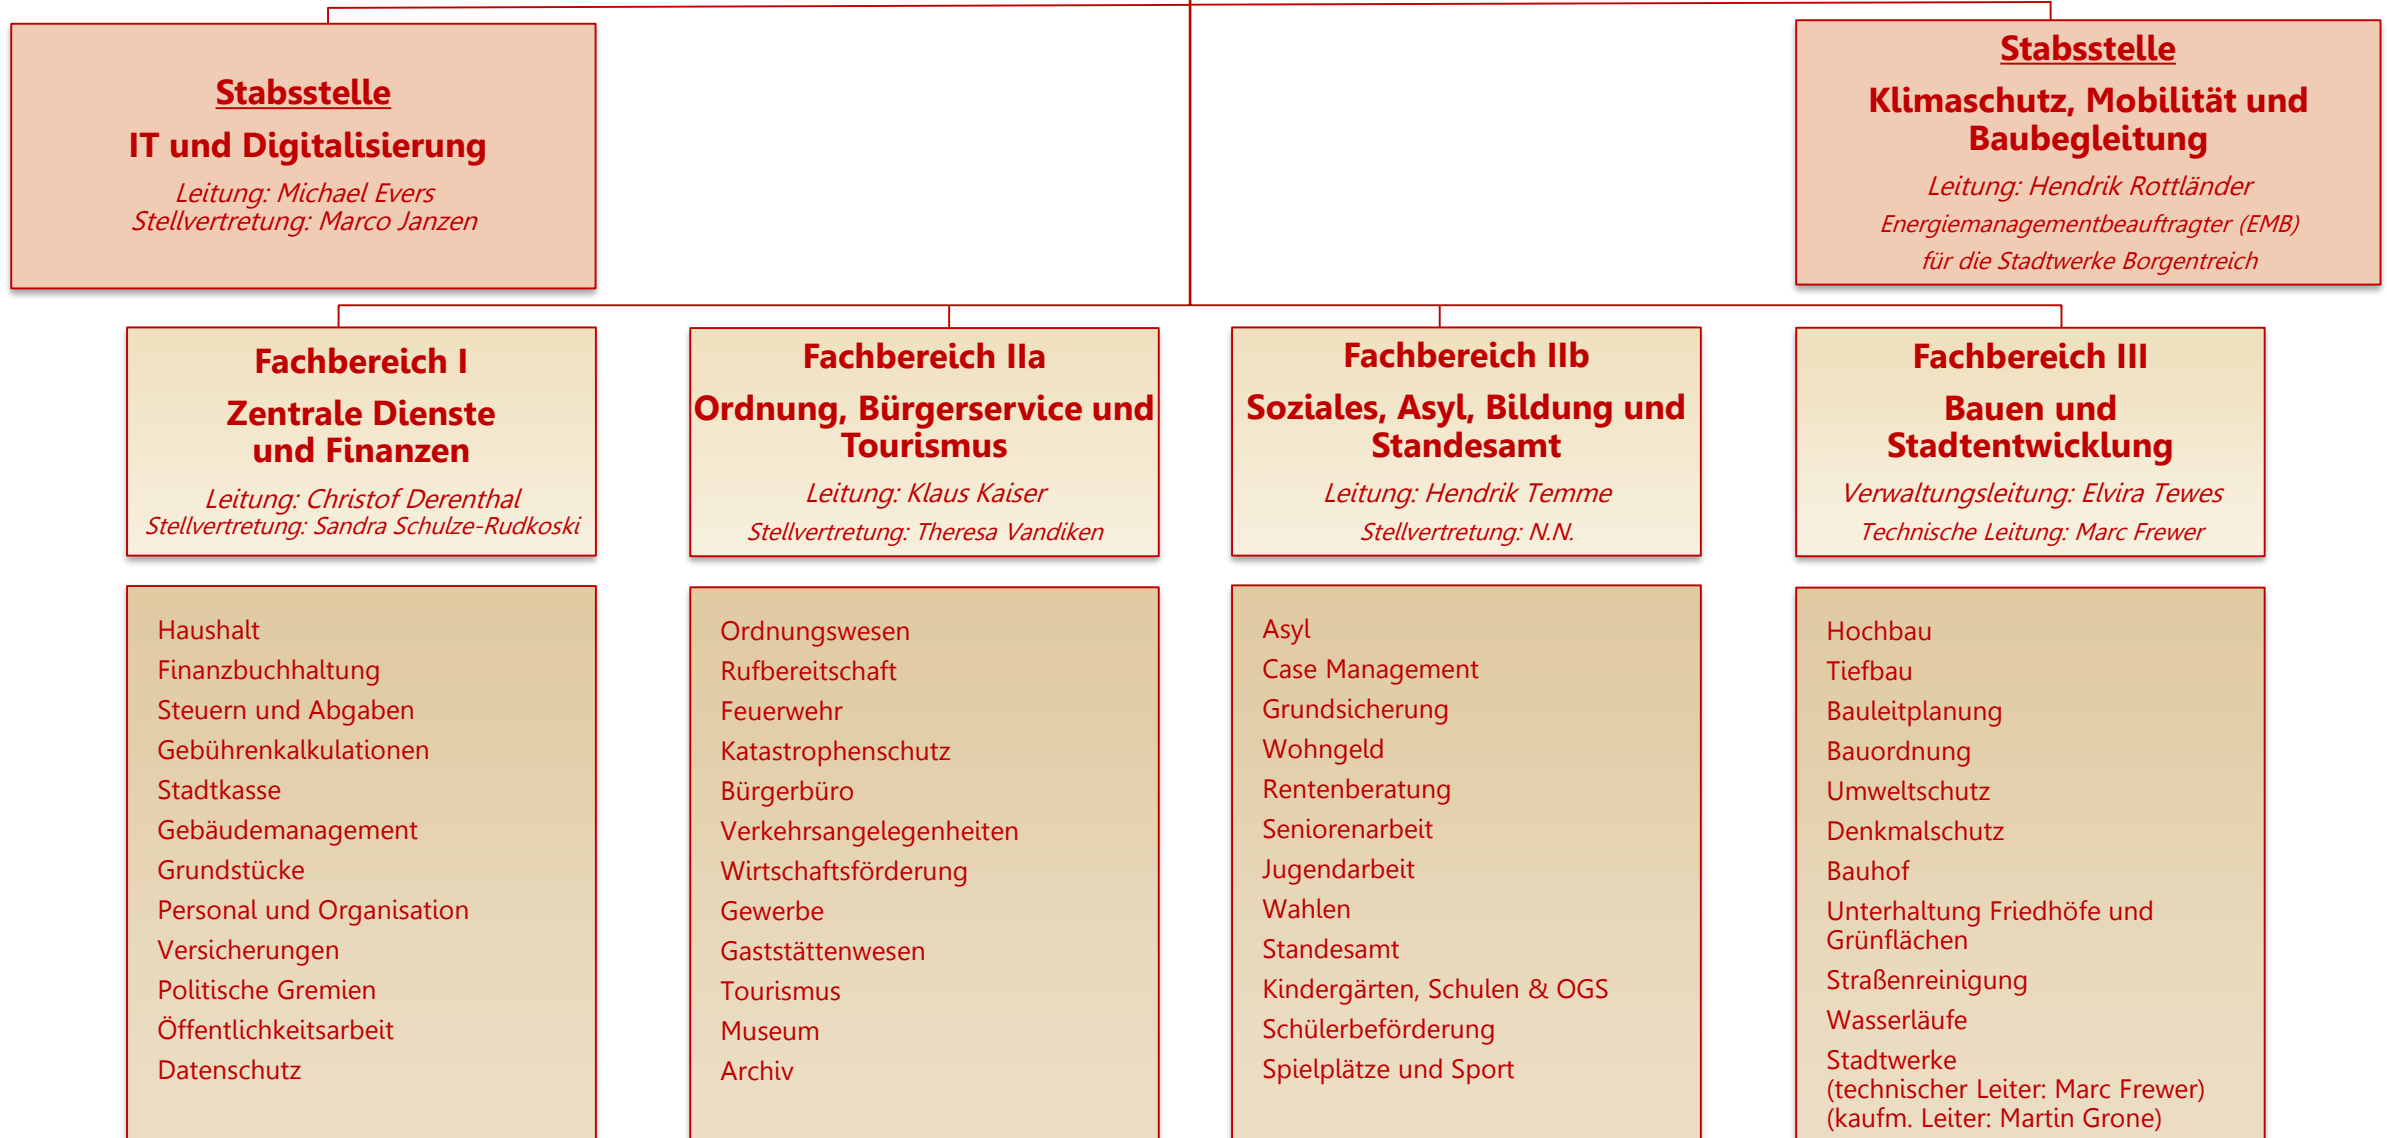 Stabsstelle
IT und Digitalisierung
Leitung: Michael Evers
Stellvertretung: Marco Janzen
Stabsstelle
Klimaschutz, Mobilität und
Baubegleitung
Leitung: Hendrik Rottländer
Energiemanagementbeauftragter (EMB)
für die Stadtwerke Borgentreich
Fachbereich I
Zentrale Dienste
und Finanzen
Leitung: Christof Derenthal
Stellvertretung: Sandra Schulze-Rudkoski
Fachbereich IIa
Ordnung, Bürgerservice und
Tourismus
Leitung: Klaus Kaiser
Stellvertretung: Theresa Vandiken
Fachbereich IIb
Soziales, Asyl, Bildung und
Standesamt
Leitung: Hendrik Temme
Stellvertretung: N.N.
Fachbereich III
Bauen und
Stadtentwicklung
Verwaltungsleitung: Elvira Tewes
Technische Leitung: Marc Frewer
Haushalt
Finanzbuchhaltung
Steuern und Abgaben
Gebührenkalkulationen
Stadtkasse
Gebäudemanagement
Grundstücke
Personal und Organisation
Versicherungen
Politische Gremien
Öffentlichkeitsarbeit
Datenschutz
Ordnungswesen
Rufbereitschaft
Feuerwehr
Katastrophenschutz
Bürgerbüro
Verkehrsangelegenheiten
Wirtschaftsförderung
Gewerbe
Gaststättenwesen
Tourismus
Museum
Archiv
Asyl
Case Management
Grundsicherung
Wohngeld
Rentenberatung
Seniorenarbeit
Jugendarbeit
Wahlen
Standesamt
Kindergärten, Schulen & OGS
Schülerbeförderung
Spielplätze und Sport
Hochbau
Tiefbau
Bauleitplanung
Bauordnung
Umweltschutz
Denkmalschutz
Bauhof
Unterhaltung Friedhöfe und
Grünflächen
Straßenreinigung
Wasserläufe
Stadtwerke
(technischer Leiter: Marc Frewer)
(kaufm. Leiter: Martin Grone)